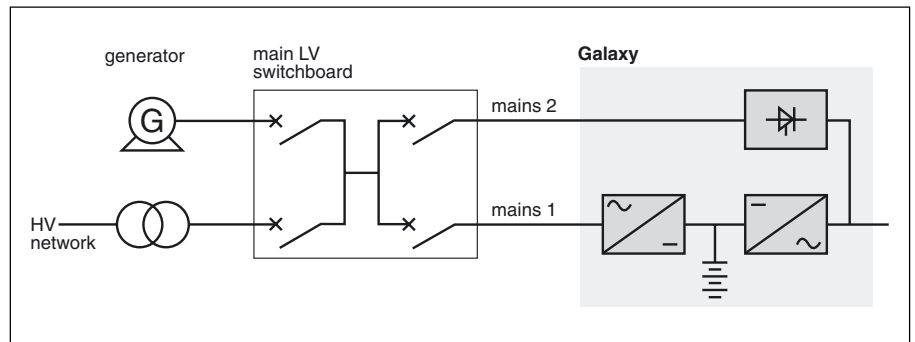 generator
main LV
switchboard
Galaxy
G
mains 2
HV
network
mains 1